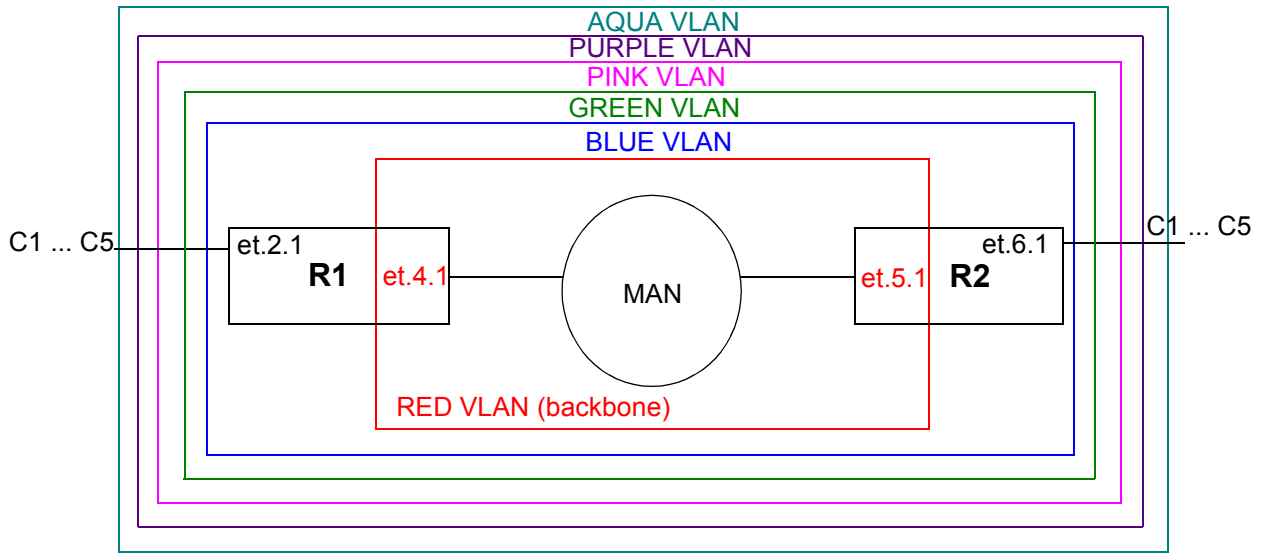 AQUA VLAN
PURPLE VLAN
PINK VLAN
GREEN VLAN
BLUE VLAN
C1 ... C5
et.2.1
R1
et.4.1
MAN
et.5.1
et.6.1
R2
C1 ... C5
RED VLAN (backbone)